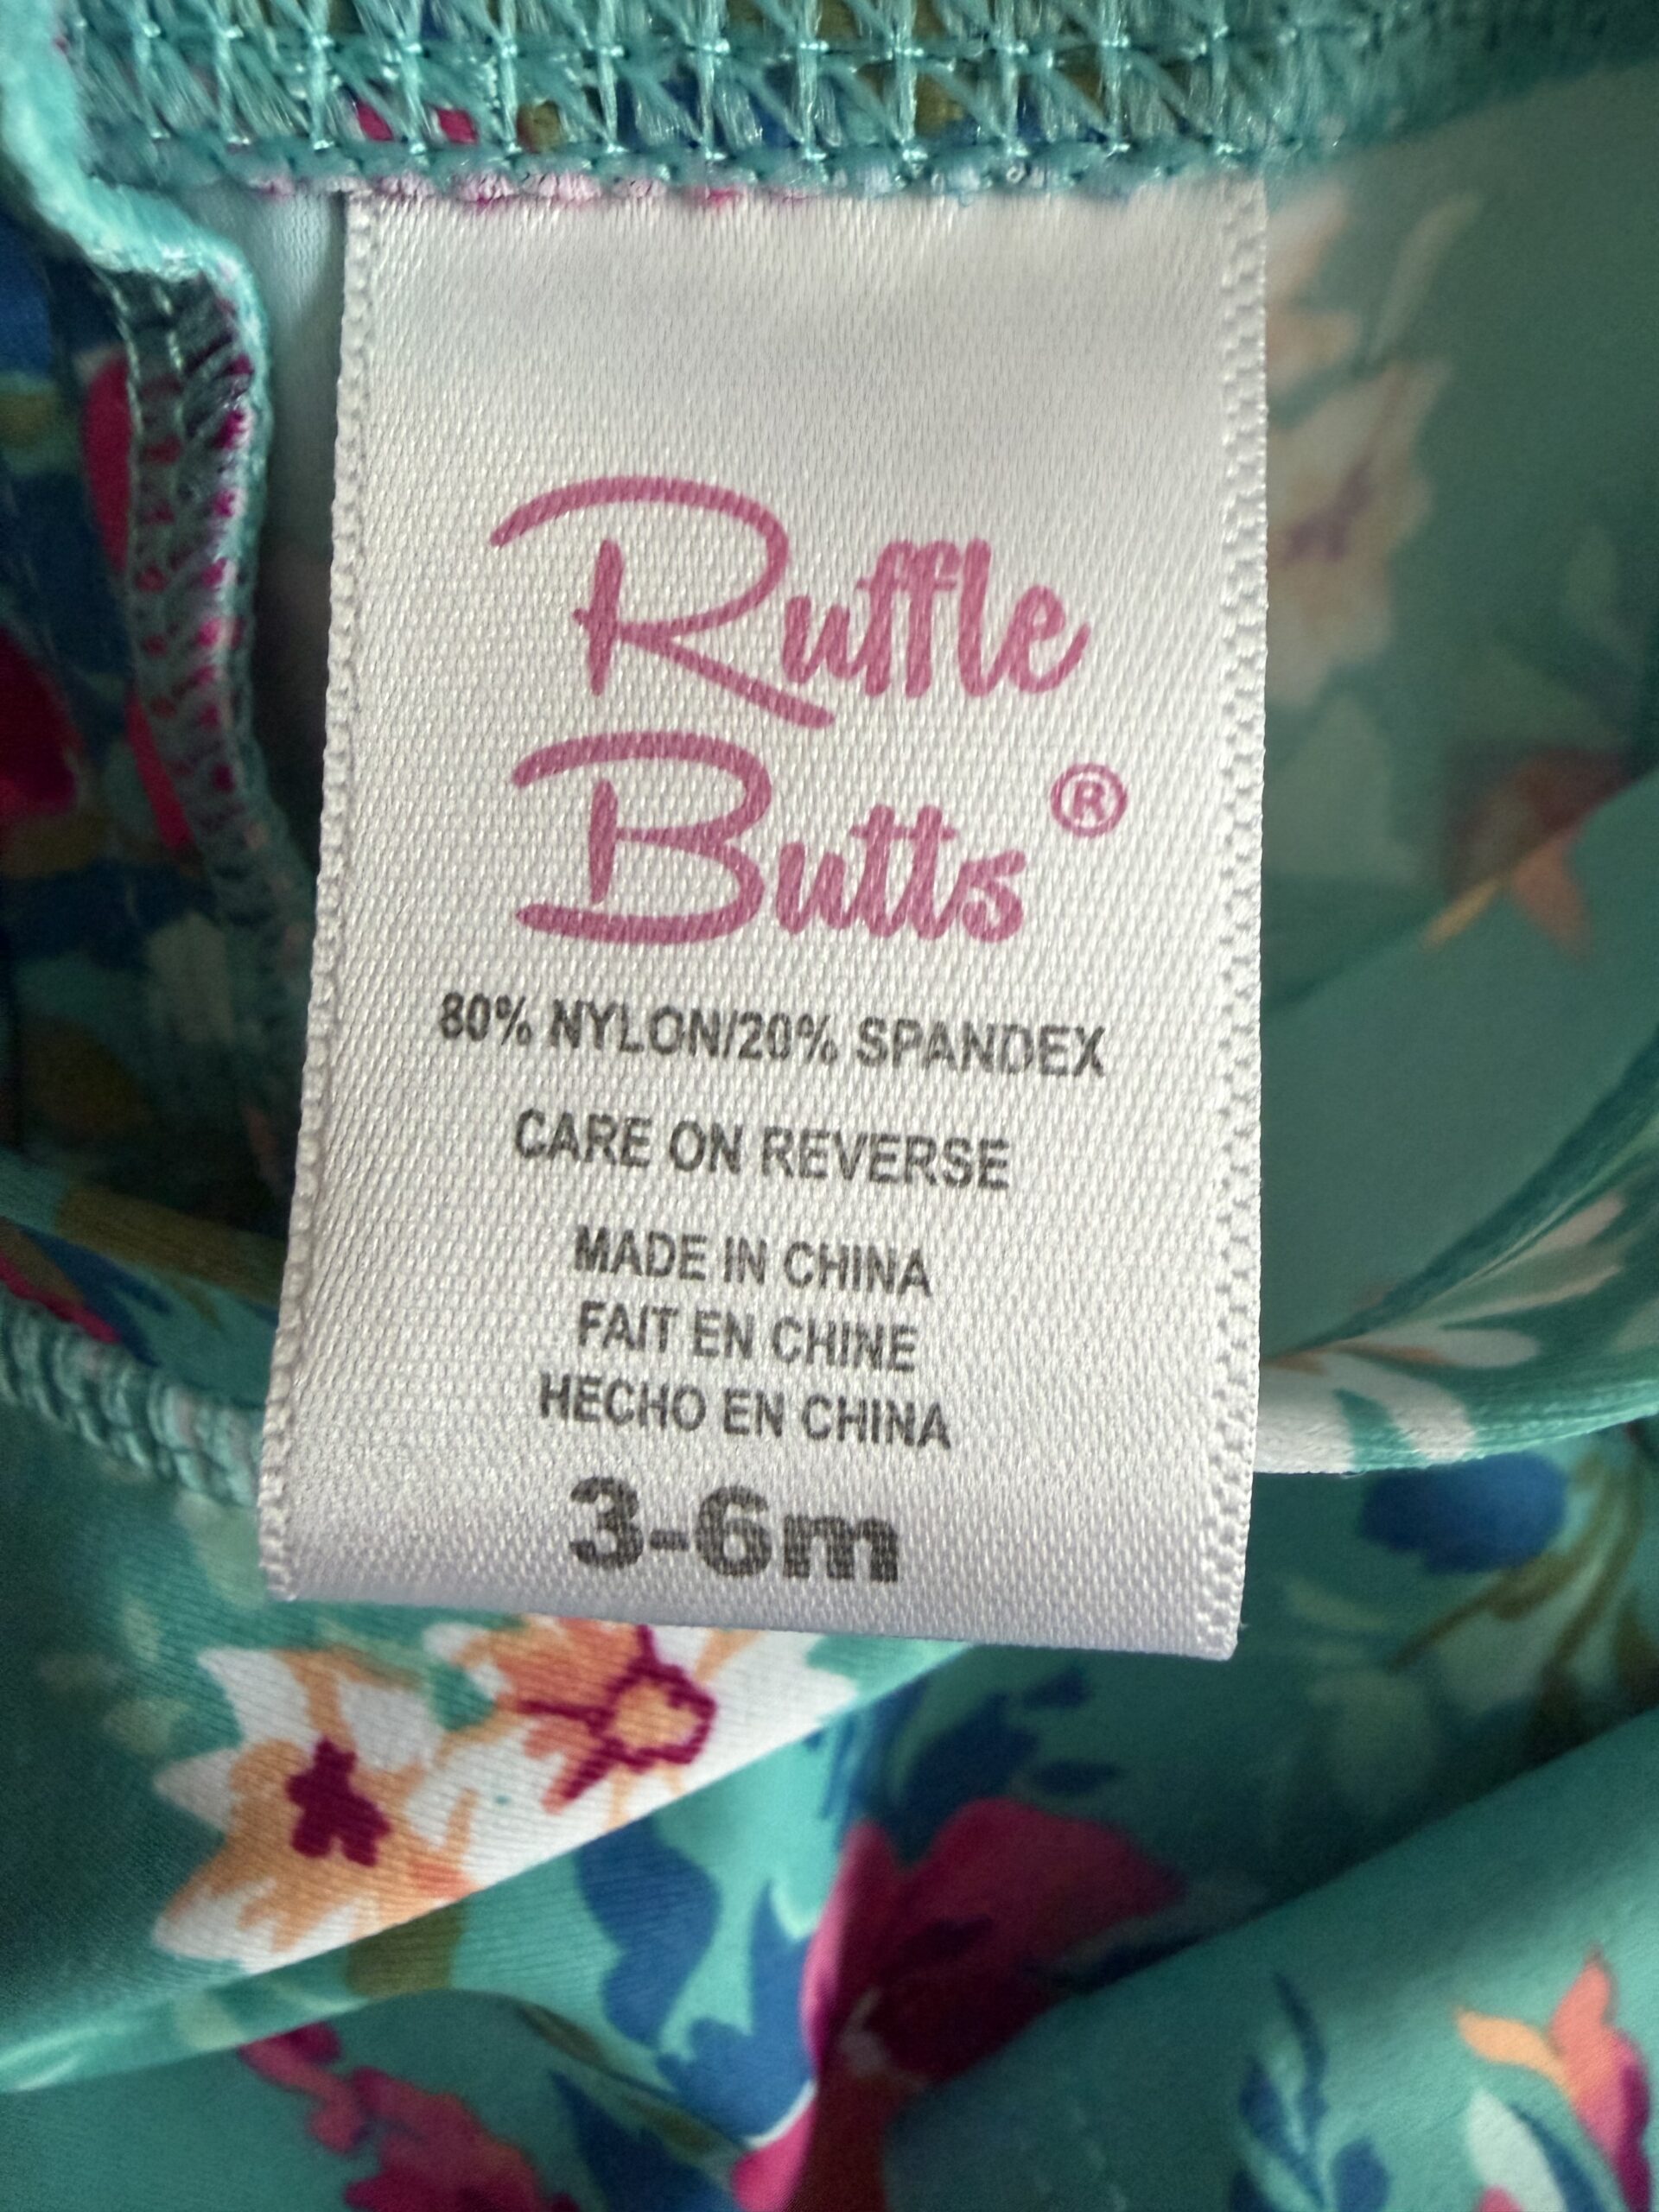 Ruffle
Butts®
80% NYLON/20% SPANDEX
CARE ON REVERSE
MADE IN CHINA
FAIT EN CHINE
HECHO EN CHINA
3-6m